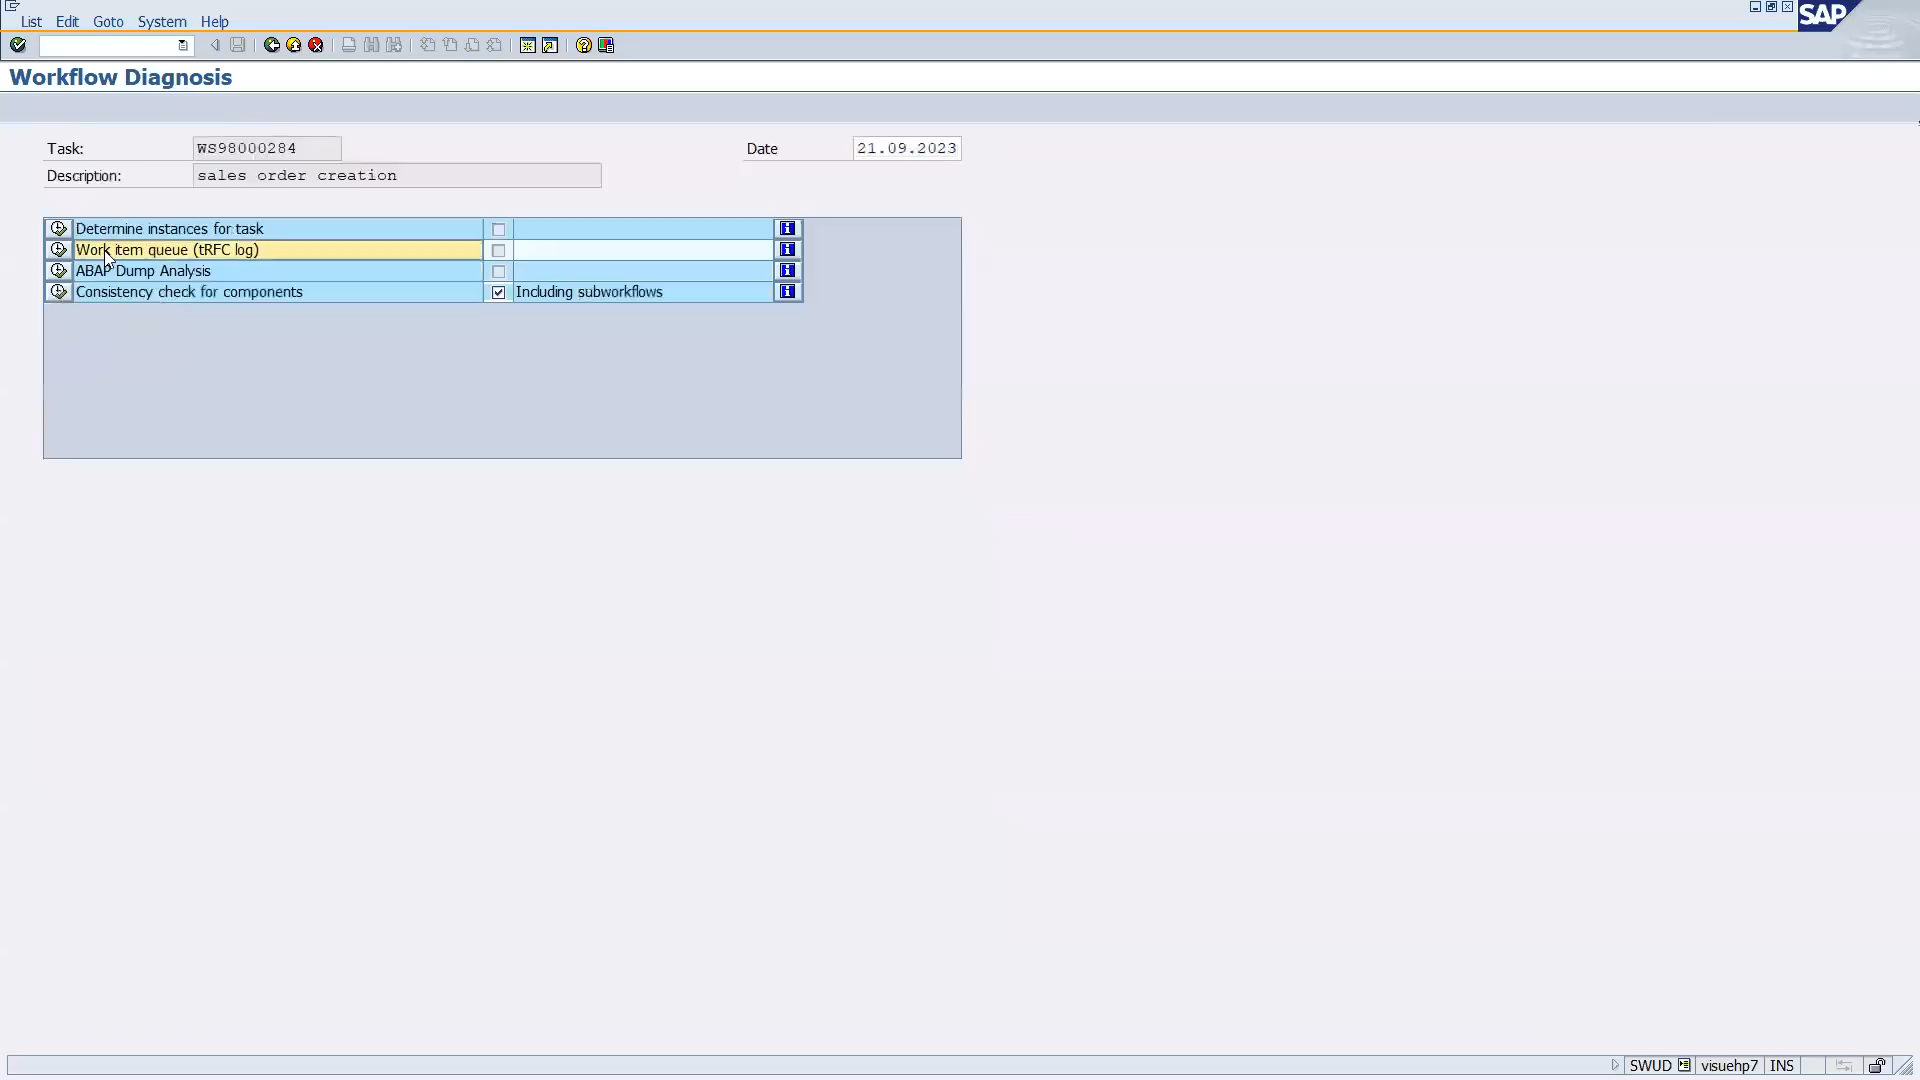 List Edit Goto System Help
SAP
Workflow Diagnosis
Task: WS98000284 Date 21.09.2023
Description: sales order creation
Determine instances for task
Work item queue (tRFC log)
ABAP Dump Analysis
Consistency check for components Including subworkflows
SWUD visuehp7 INS